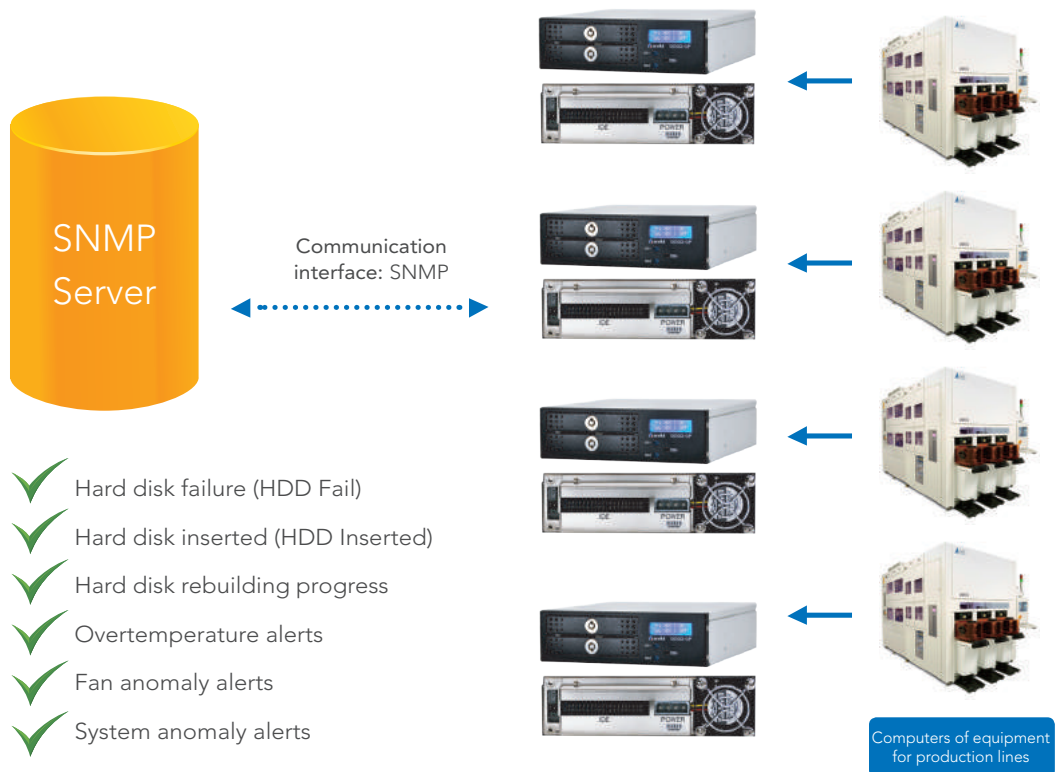 SNMP
Server
Communication
interface: SNMP
IDE
POWER
IDE
POWER
IDE
POWER
IDE
POWER
Hard disk failure (HDD Fail)
Hard disk inserted (HDD Inserted)
Hard disk rebuilding progress
Overtemperature alerts
Fan anomaly alerts
System anomaly alerts
Computers of equipment
for production lines